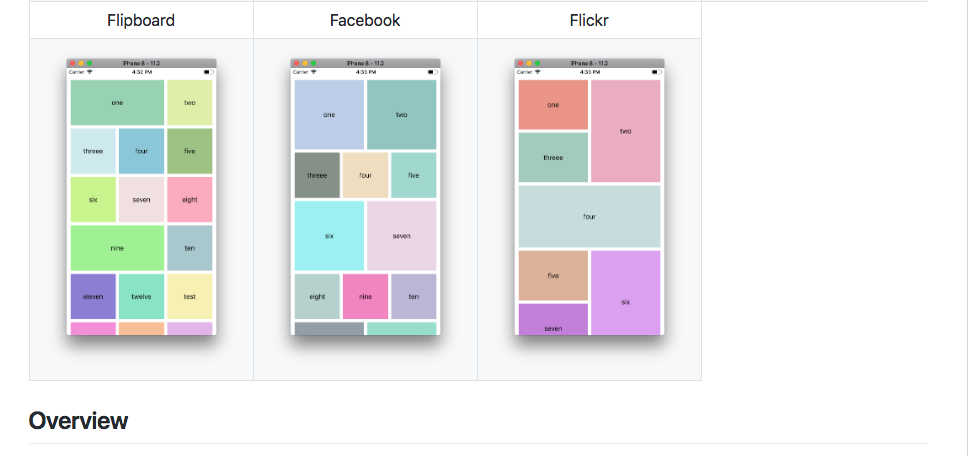 Flipboard Facebook Flickr
iPhone 8 - 11.2 iPhone 8 - 11.2 iPhone 8 - 11.2
Carrier 4:32 PM Carrier 4:33 PM Carrier 4:33 PM
one two
threee four five
six seven eight
nine ten
eleven twelve test
one two
threee four five
six seven
eight nine ten
one two
threee
four
five six
seven
Overview